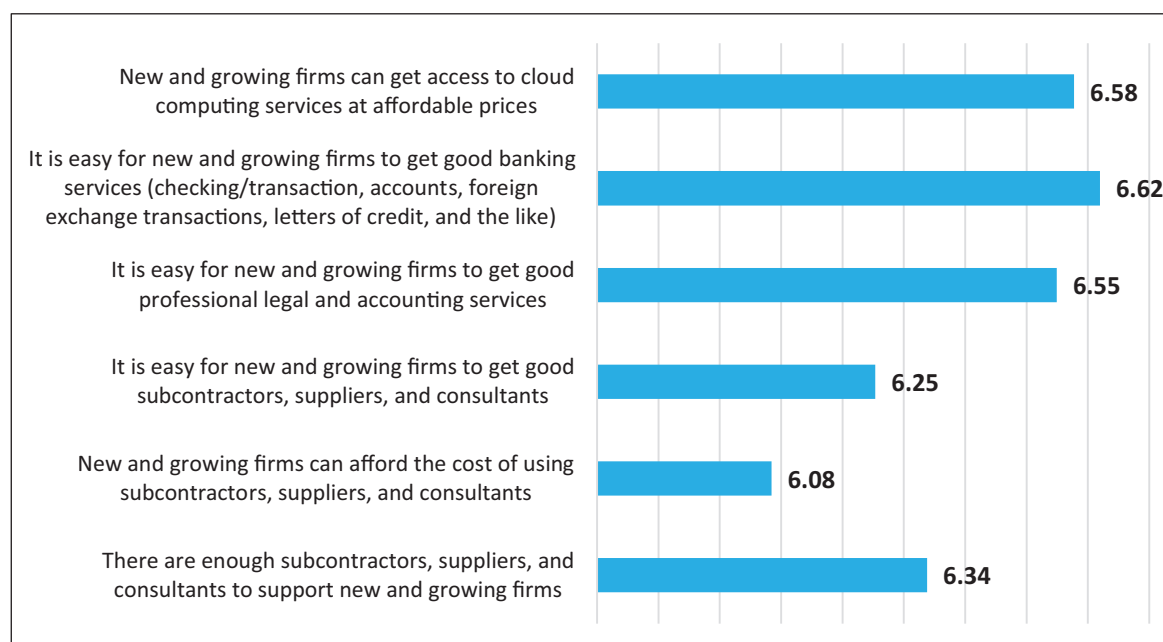 New and growing firms can get access to cloud
computing services at affordable prices
6.58
It is easy for new and growing firms to get good banking
services (checking/transaction, accounts, foreign
exchange transactions, letters of credit, and the like)
6.62
It is easy for new and growing firms to get good
professional legal and accounting services
6.55
It is easy for new and growing firms to get good
subcontractors, suppliers, and consultants
6.25
New and growing firms can afford the cost of using
subcontractors, suppliers, and consultants
6.08
There are enough subcontractors, suppliers, and
consultants to support new and growing firms
6.34